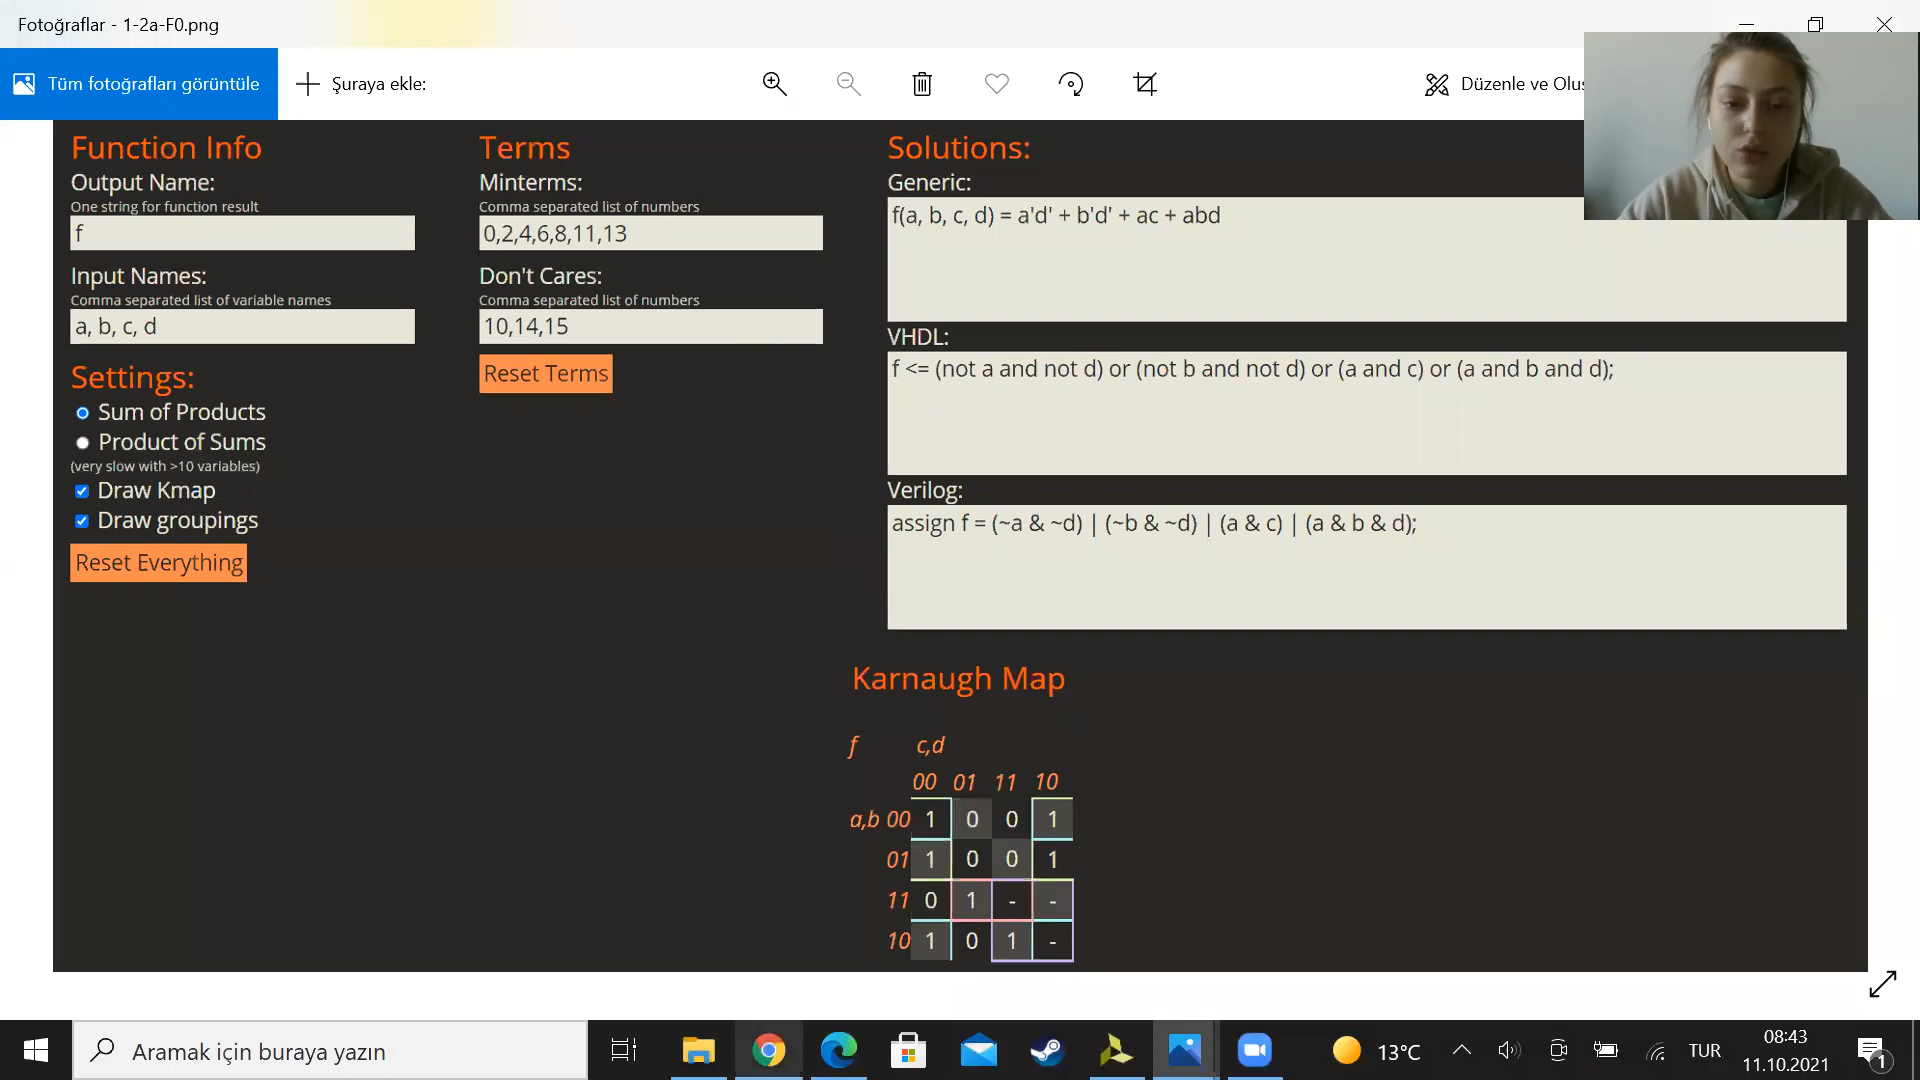 Fotoğraflar - 1-2a-F0.png
Tüm fotoğrafları görüntüle
Şuraya ekle:
Düzenle ve Olus
Function Info
Output Name:
One string for function result
f
Input Names:
Comma separated list of variable names
a, b, c, d
Settings:
Sum of Products
Product of Sums
(very slow with >10 variables)
Draw Kmap
Draw groupings
Reset Everything
Terms
Minterms:
Comma separated list of numbers
0,2,4,6,8,11,13
Don't Cares:
Comma separated list of numbers
10,14,15
Reset Terms
Solutions:
Generic:
f(a, b, c, d) = a'd' + b'd' + ac + abd
VHDL:
f <= (not a and not d) or (not b and not d) or (a and c) or (a and b and d);
Verilog:
assign f = (~a & ~d) | (~b & ~d) | (a & c) | (a & b & d);
Karnaugh Map
f c,d
00 01 11 10
a,b 00 1 0 0 1
01 1 0 0 1
11 0 1 - -
10 1 0 1 -
Aramak için buraya yazın
13°C
TUR
08:43
11.10.2021
1